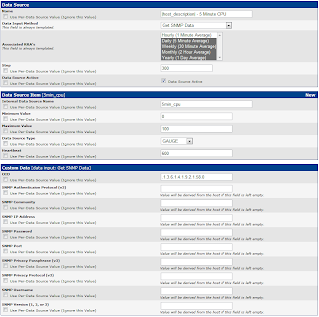 Data Source
Name
Use Per-Data Source Value (Ignore this Value)
|host_description| - 5 Minute CPU
Data Input Method
This field is always templated.
Get SNMP Data
Associated RRA's
This field is always templated.
Hourly (1 Minute Average)
Daily (5 Minute Average)
Weekly (30 Minute Average)
Monthly (2 Hour Average)
Yearly (1 Day Average)
Step
This field is always templated.
300
Data Source Active
Use Per-Data Source Value (Ignore this Value)
Data Source Active
Data Source Item [5min_cpu]
New
Internal Data Source Name
Use Per-Data Source Value (Ignore this Value)
5min_cpu
Minimum Value
Use Per-Data Source Value (Ignore this Value)
0
Maximum Value
Use Per-Data Source Value (Ignore this Value)
100
Data Source Type
Use Per-Data Source Value (Ignore this Value)
GAUGE
Heartbeat
Use Per-Data Source Value (Ignore this Value)
600
Custom Data [data input: Get SNMP Data]
OID
Use Per-Data Source Value (Ignore this Value)
SNMP Authentication Protocol (v3)
Use Per-Data Source Value (Ignore this Value)
Value will be derived from the host if this field is left empty.
SNMP Community
Use Per-Data Source Value (Ignore this Value)
Value will be derived from the host if this field is left empty.
SNMP IP Address
Use Per-Data Source Value (Ignore this Value)
Value will be derived from the host if this field is left empty.
SNMP Password
Use Per-Data Source Value (Ignore this Value)
Value will be derived from the host if this field is left empty.
SNMP Port
Use Per-Data Source Value (Ignore this Value)
Value will be derived from the host if this field is left empty.
SNMP Privacy Passphrase (v3)
Use Per-Data Source Value (Ignore this Value)
Value will be derived from the host if this field is left empty.
SNMP Privacy Protocol (v3)
Use Per-Data Source Value (Ignore this Value)
Value will be derived from the host if this field is left empty.
SNMP Username
Use Per-Data Source Value (Ignore this Value)
Value will be derived from the host if this field is left empty.
SNMP Version (1, 2, or 3)
Use Per-Data Source Value (Ignore this Value)
Value will be derived from the host if this field is left empty.